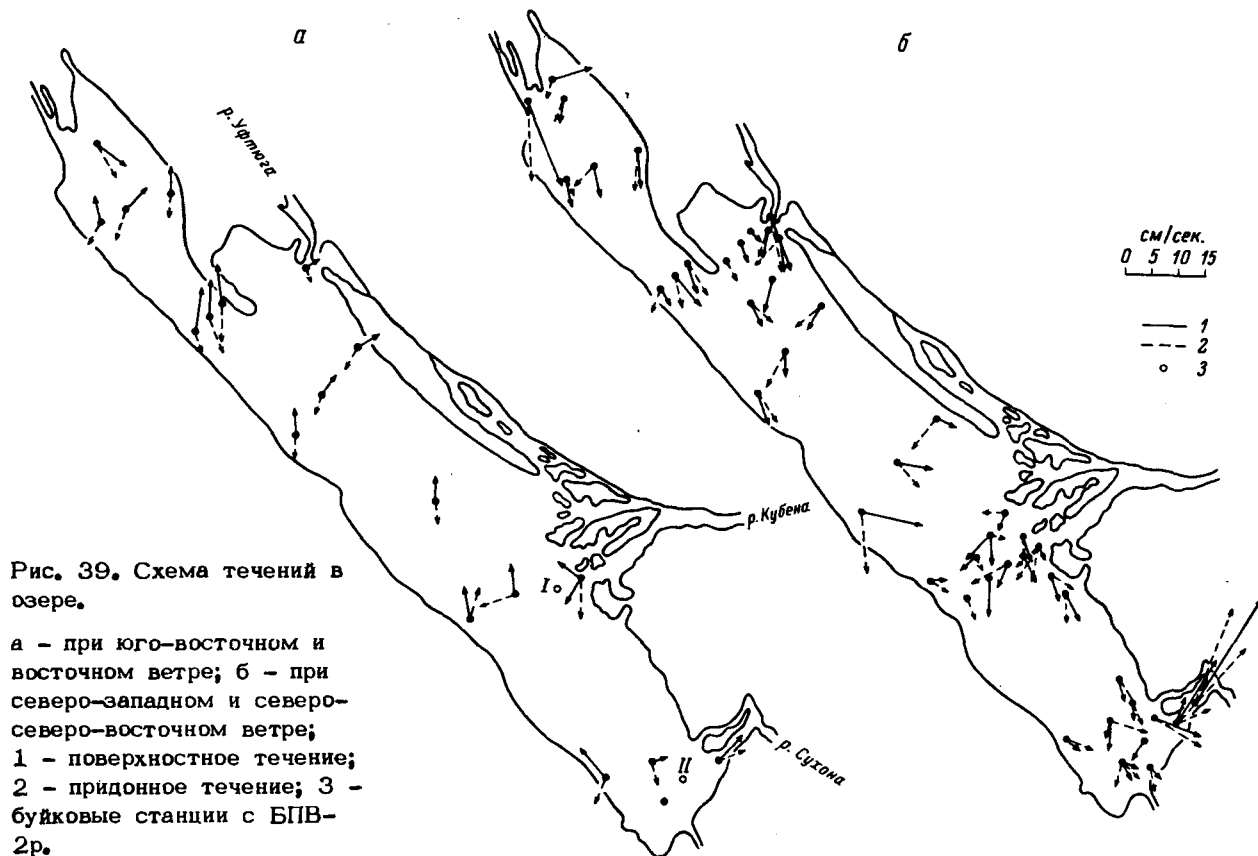 а
б
р. Уфтюга
см/сек.
0 5 10 15
1
2
3
р. Кубена
I
II
р. Сухона
Рис. 39. Схема течений в
озере.
а - при юго-восточном и
восточном ветре; б - при
северо-западном и северо-
северо-восточном ветре;
1 - поверхностное течение;
2 - придонное течение; 3 -
буйковые станции с БПВ-
2р.